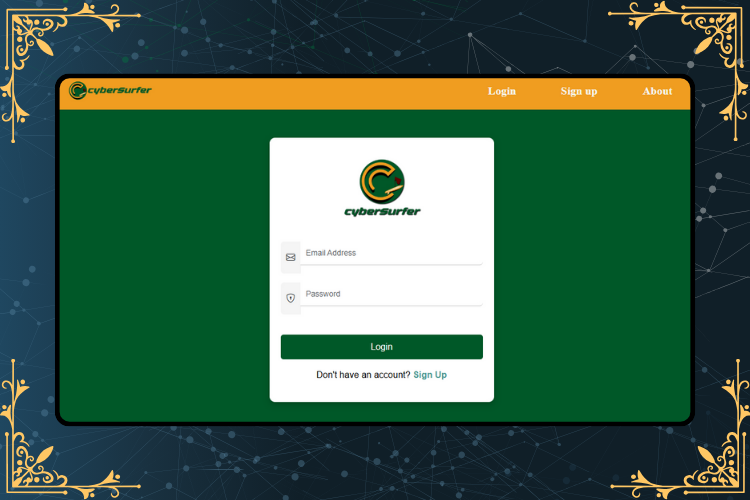 cyberSurfer
Login Sign up About
cyberSurfer
Email Address
Password
Login
Don't have an account? Sign Up